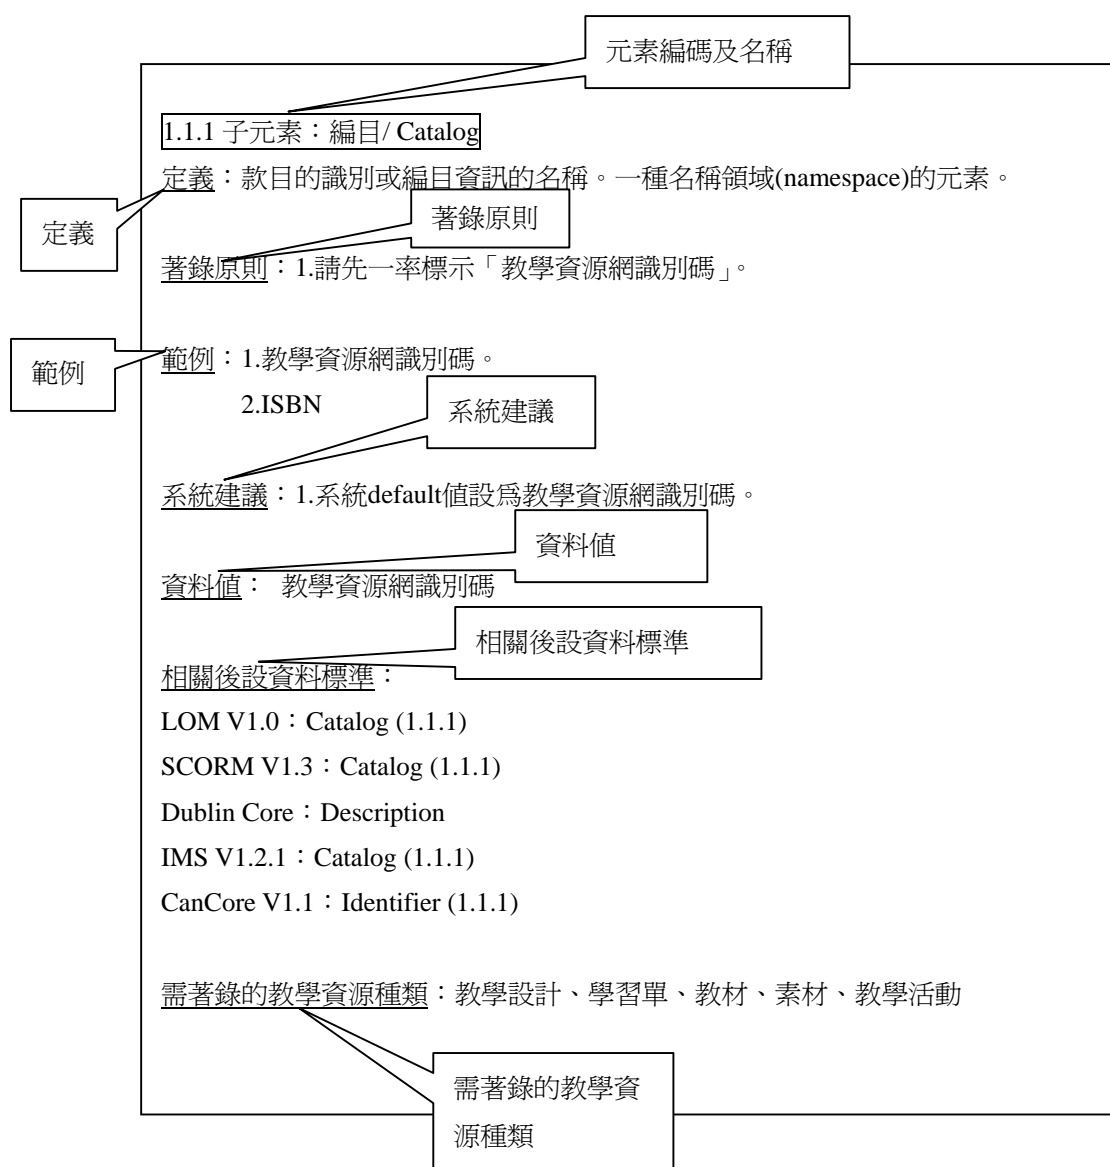 元素編碼及名稱
1.1.1 子元素：編目/ Catalog
定義：款目的識別或編目資訊的名稱。一種名稱領域(namespace)的元素。
定義
著錄原則
著錄原則：1.請先一率標示「教學資源網識別碼」。
範例
範例：1.教學資源網識別碼。
2.ISBN
系統建議
系統建議：1.系統default值設為教學資源網識別碼。
資料值
資料值： 教學資源網識別碼
相關後設資料標準
相關後設資料標準：
LOM V1.0：Catalog (1.1.1)
SCORM V1.3：Catalog (1.1.1)
Dublin Core：Description
IMS V1.2.1：Catalog (1.1.1)
CanCore V1.1：Identifier (1.1.1)
需著錄的教學資源種類：教學設計、學習單、教材、素材、教學活動
需著錄的教學資
源種類